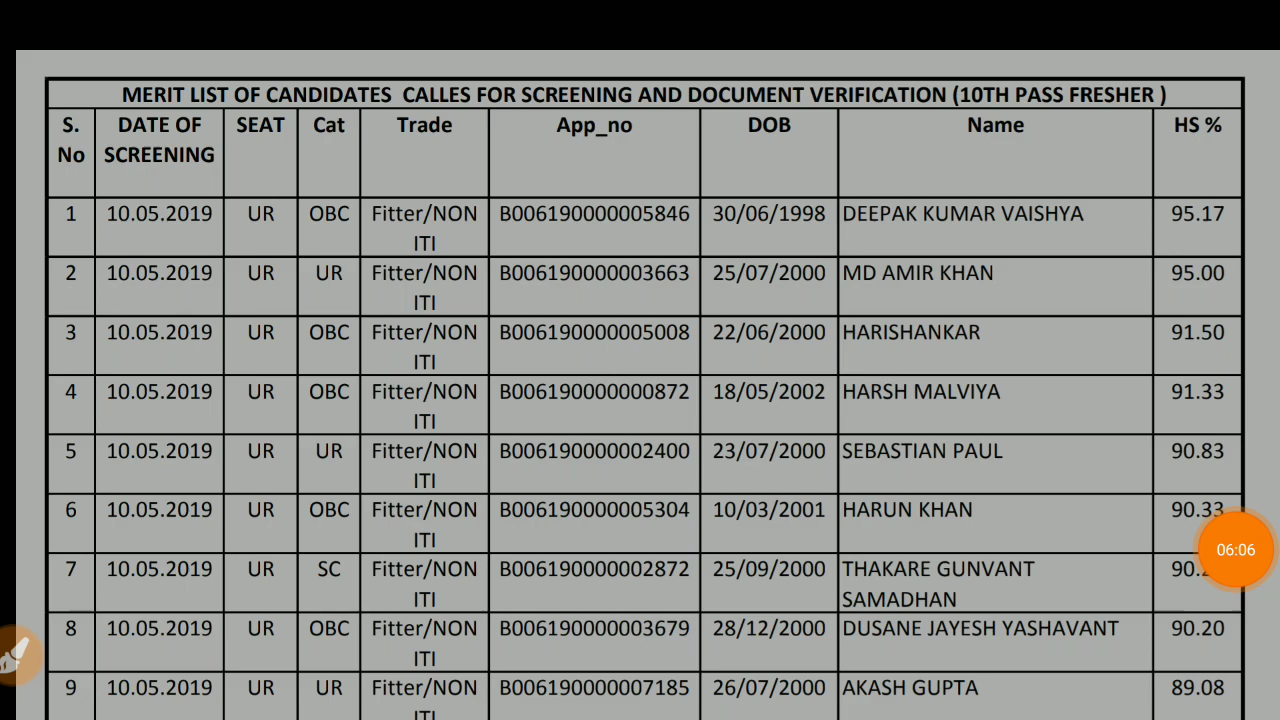 MERIT LIST OF CANDIDATES CALLES FOR SCREENING AND DOCUMENT VERIFICATION (10TH PASS FRESHER )
S. No DATE OF SCREENING SEAT Cat Trade App_no DOB Name HS %
1 10.05.2019 UR OBC Fitter/NON ITI B006190000005846 30/06/1998 DEEPAK KUMAR VAISHYA 95.17
2 10.05.2019 UR UR Fitter/NON ITI B006190000003663 25/07/2000 MD AMIR KHAN 95.00
3 10.05.2019 UR OBC Fitter/NON ITI B006190000005008 22/06/2000 HARISHANKAR 91.50
4 10.05.2019 UR OBC Fitter/NON ITI B006190000000872 18/05/2002 HARSH MALVIYA 91.33
5 10.05.2019 UR UR Fitter/NON ITI B006190000002400 23/07/2000 SEBASTIAN PAUL 90.83
6 10.05.2019 UR OBC Fitter/NON ITI B006190000005304 10/03/2001 HARUN KHAN 90.33
7 10.05.2019 UR SC Fitter/NON ITI B006190000002872 25/09/2000 THAKARE GUNVANT SAMADHAN
8 10.05.2019 UR OBC Fitter/NON ITI B006190000003679 28/12/2000 DUSANE JAYESH YASHAVANT 90.20
9 10.05.2019 UR UR Fitter/NON ITI B006190000007185 26/07/2000 AKASH GUPTA 89.08
06:06